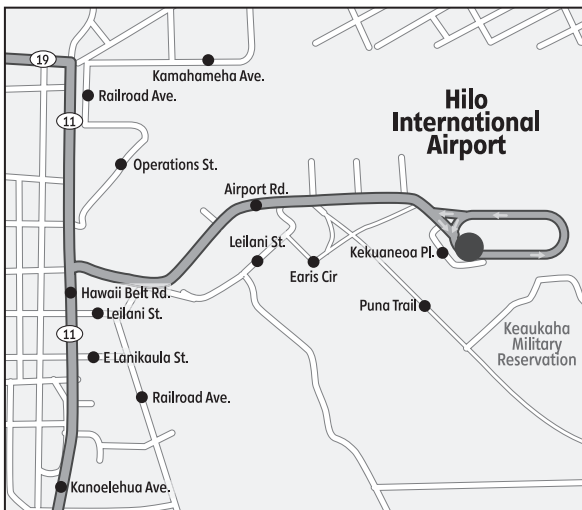 19
Kamahameha Ave.
Railroad Ave.
Hilo
International
Airport
11
Operations St.
Airport Rd.
Leilani St.
Kekuaneoa Pl.
Earis Cir
Hawaii Belt Rd.
Puna Trail
Leilani St.
11
Keaukaha
Military
Reservation
E Lanikaula St.
Railroad Ave.
Kanoelehua Ave.